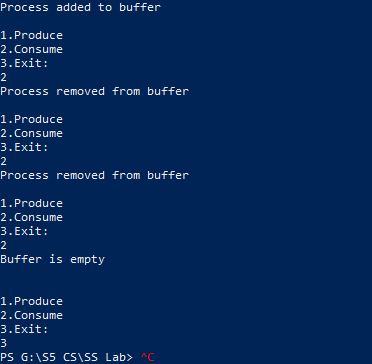 Process added to buffer
1.Produce
2.Consume
3.Exit:
2
Process removed from buffer
1.Produce
2.Consume
3.Exit:
2
Process removed from buffer
1.Produce
2.Consume
3.Exit:
2
Buffer is empty
1.Produce
2.Consume
3.Exit:
3
PS G:\S5 CS\SS Lab> ^C